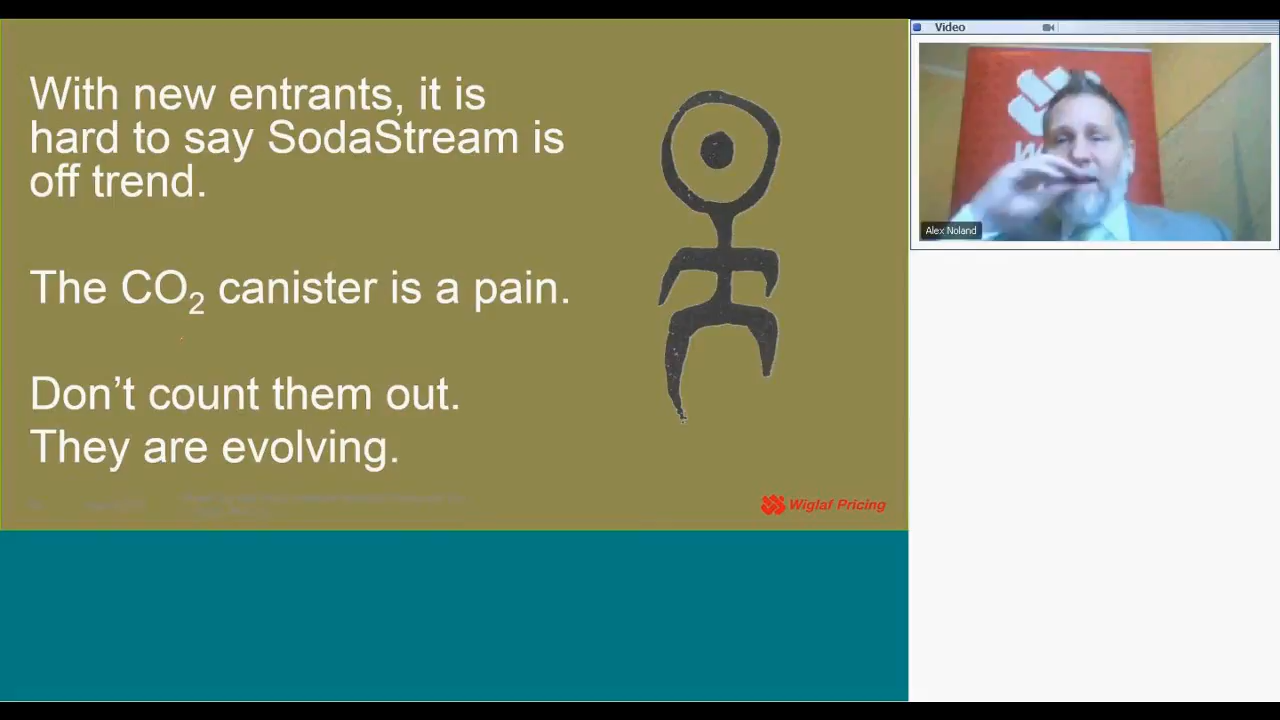 Video
With new entrants, it is
hard to say SodaStream is
off trend.
Alex Noland
The CO₂ canister is a pain.
Don’t count them out.
They are evolving.
Wiglaf Pricing